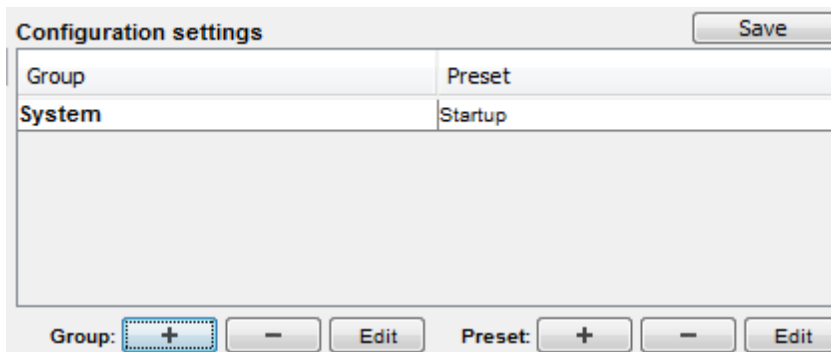 Configuration settings Save
Group Preset
System Startup
Group: + − Edit Preset: + − Edit